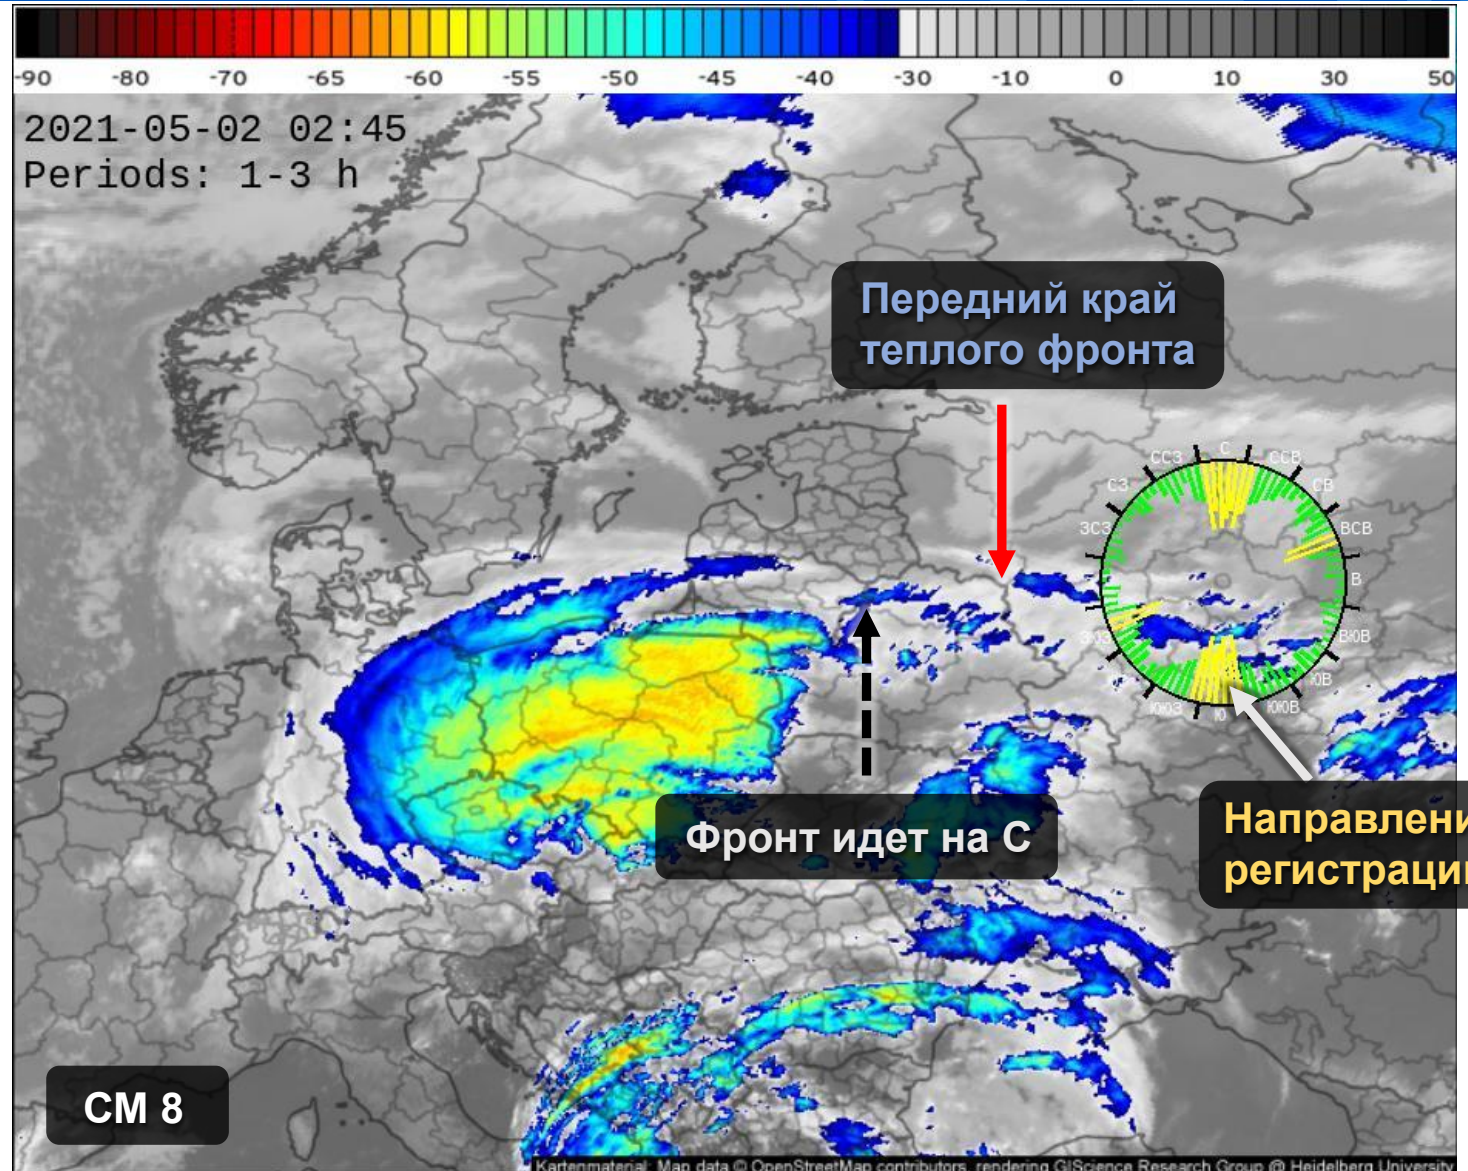 -90 -80 -70 -65 -60 -55 -50 -45 -40 -30 -10 0 10 30 50
2021-05-02 02:45
Periods: 1-3 h
Передний край
теплого фронта
С
ССЗ
ССВ
СЗ
СВ
ЗСЗ
ВСВ
В
ЗЮЗ
ВЮВ
ЮВ
ЮЮЗ
Ю
ЮЮВ
Фронт идет на С
Направлени
регистраци
СМ 8
Kartenmaterial: Map data © OpenStreetMap contributors, rendering GIScience Research Group @ Heidelberg University